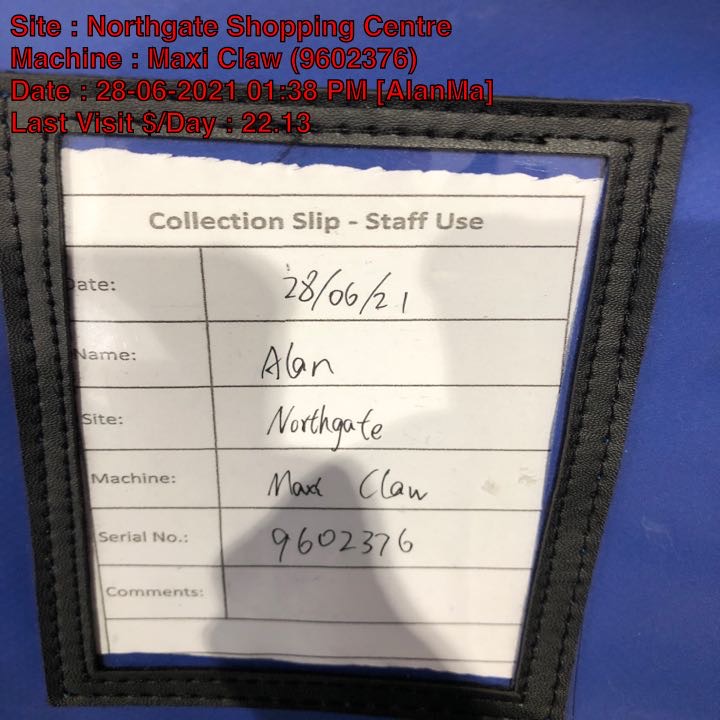 Site : Northgate Shopping Centre
Machine : Maxi Claw (9602376)
Date : 28-06-2021 01:38 PM [AlanMa]
Last Visit $/Day : 22.13
Collection Slip - Staff Use
Date: 28/06/21
Name: Alan
Site: Northgate
Machine: Maxi Claw
Serial No.: 9602376
Comments: